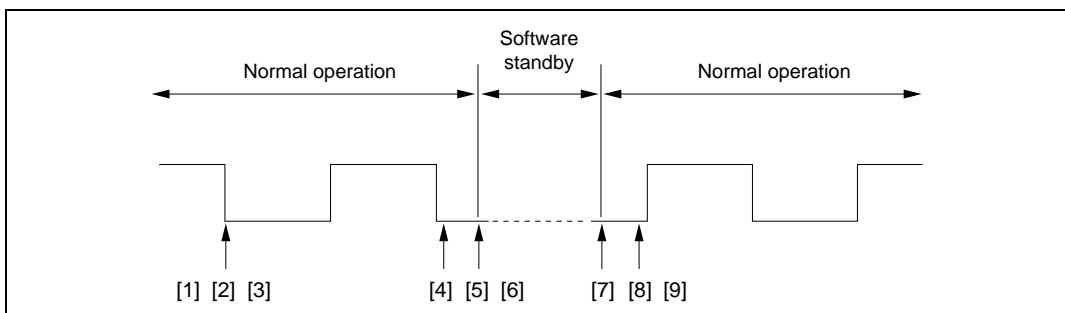 Software
standby
Normal operation
Normal operation
[1] [2] [3]
[4] [5] [6]
[7] [8] [9]